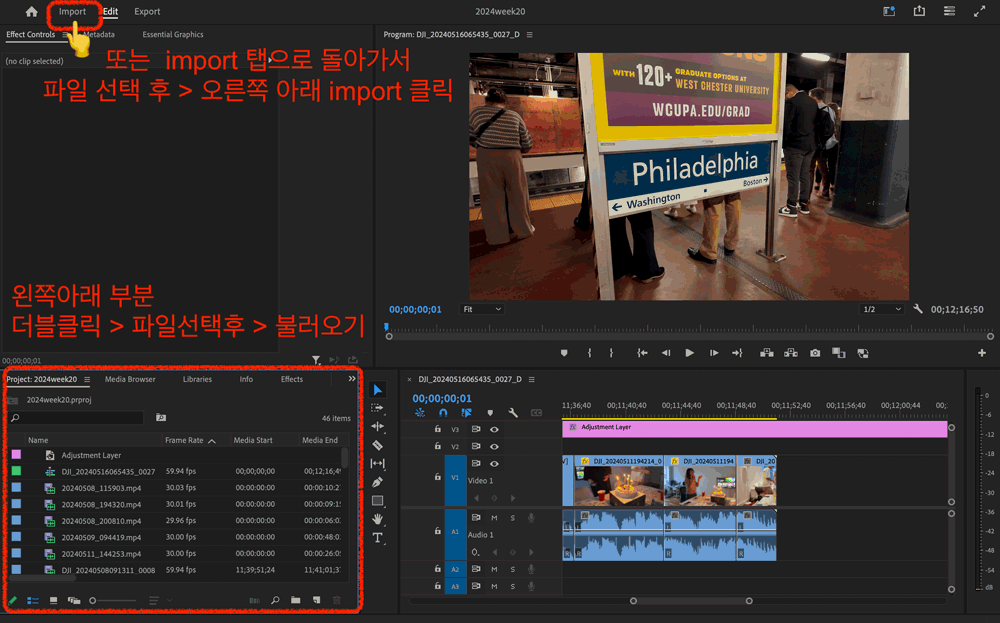 Import
Edit
Export
2024week20
Effect Controls
Metadata
Essential Graphics
Program: DJI_20240516065435_0027_D
(no clip selected)
또는 import 탭으로 돌아가서
파일 선택 후 > 오른쪽 아래 import 클릭
WITH 120+ GRADUATE OPTIONS AT
WEST CHESTER UNIVERSITY
WCUPA.EDU/GRAD
Philadelphia
Boston →
← Washington
왼쪽아래 부분
더블클릭 > 파일선택후 > 불러오기
00;00;00;01
Fit
1/2
00;12;16;50
00;00;00;01
Project: 2024week20
Media Browser
Libraries
Info
Effects
2024week20.prproj
46 items
Name
Frame Rate
Media Start
Media End
Adjustment Layer
DJI_20240516065435_0027 59.94 fps 00;00;00;00 00;12;16;4
20240508_115903.mp4 30.03 fps 00:00:00:00 00:00:10:2
20240508_194320.mp4 30.01 fps 00:00:00:00 00:00:09:1
20240508_200810.mp4 29.96 fps 00:00:00:00 00:00:06:0
20240509_094419.mp4 30.00 fps 00:00:00:00 00:00:48:0
20240511_144253.mp4 30.00 fps 00:00:00:00 00:00:26:0
DJI_20240508091311_0008 59.94 fps 11;39;51;24 11;41;01;3
× DJI_20240516065435_0027_D
00;00;00;01
11;36;40 11;41;40;20 11;44;40 11;48;40 11;52;40 11;56;40 12;00;44 00;
V3
Adjustment Layer
V2
V1
Video 1
V]
fx DJI_20240511194214_0
fx DJI_20240511194
DJI_20
M S
A1
Audio 1
R
R
R
A2 M S
A3 M S
0
-6
-12
-18
-24
-30
-36
-42
-48
-54
dB